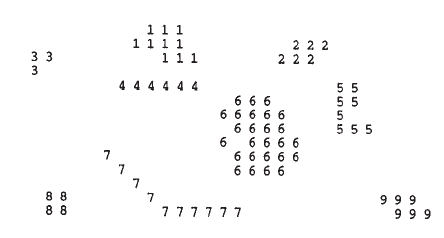 1 1 1
1 1 1 1 2 2 2
3 3 1 1 1 2 2 2
3
4 4 4 4 4 4 5 5
6 6 6 5 5
6 6 6 6 6 5
6 6 6 6 5 5 5
6 6 6 6 6
7 6 6 6 6 6
7 6 6 6 6
7
8 8 7 9 9 9
8 8 7 7 7 7 7 7 9 9 9